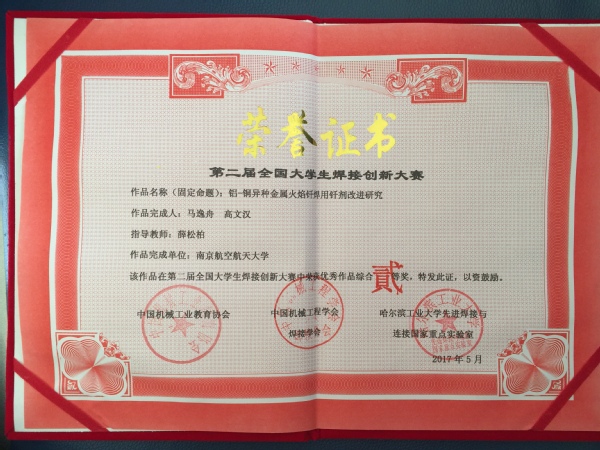 荣誉证书
第二届全国大学生焊接创新大赛
作品名称（固定命题）：铝-铜异种金属火焰钎焊用钎剂改进研究
作品完成人：马逸舟 高文汉
指导教师：薛松柏
作品完成单位：南京航空航天大学
该作品在第二届全国大学生焊接创新大赛中荣获优秀作品综合贰等奖，特发此证，以资鼓励。
中国机械工业教育协会 中国机械工程学会 哈尔滨工业大学先进焊接与
焊接学会 连接国家重点实验室
2017年5月